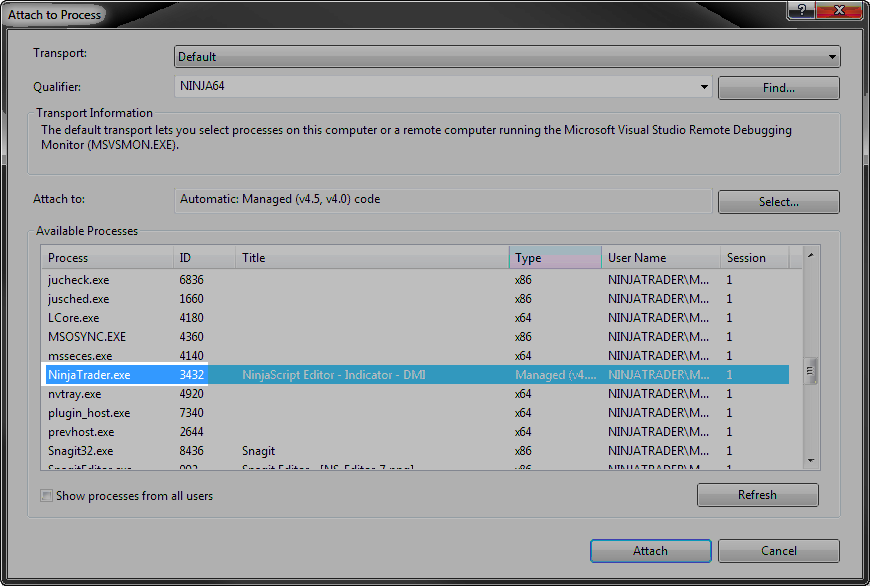 Attach to Process
Transport: Default
Qualifier: NINJA64 Find...
Transport Information
The default transport lets you select processes on this computer or a remote computer running the Microsoft Visual Studio Remote Debugging
Monitor (MSVSMON.EXE).
Attach to: Automatic: Managed (v4.5, v4.0) code Select...
Available Processes
Process ID Title Type User Name Session
jucheck.exe 6836 x86 NINJATRADER\M... 1
jusched.exe 1660 x86 NINJATRADER\M... 1
LCore.exe 4180 x64 NINJATRADER\M... 1
MSOSYNC.EXE 4360 x86 NINJATRADER\M... 1
msseces.exe 4140 x64 NINJATRADER\M... 1
NinjaTrader.exe 3432 NinjaScript Editor - Indicator - DMI Managed (v4.... NINJATRADER\M... 1
nvtray.exe 4920 x64 NINJATRADER\M... 1
plugin_host.exe 7340 x64 NINJATRADER\M... 1
prevhost.exe 2644 x64 NINJATRADER\M... 1
Snagit32.exe 8436 Snagit x86 NINJATRADER\M... 1
Show processes from all users Refresh
Attach Cancel